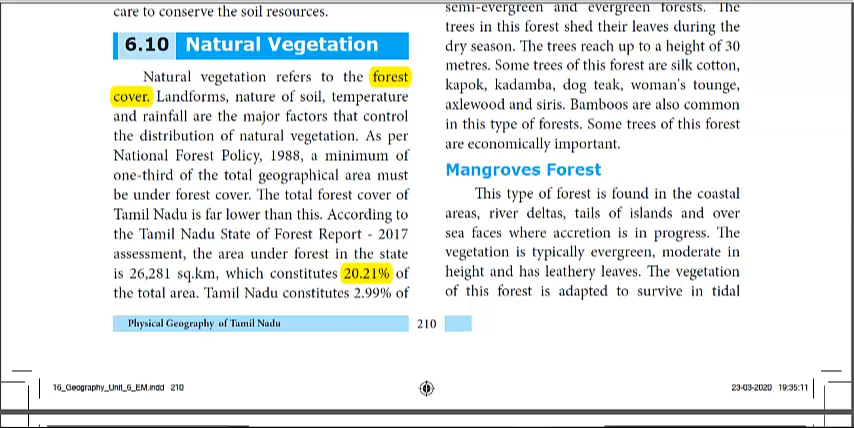 care to conserve the soil resources.
6.10 Natural Vegetation
Natural vegetation refers to the forest
cover. Landforms, nature of soil, temperature
and rainfall are the major factors that control
the distribution of natural vegetation. As per
National Forest Policy, 1988, a minimum of
one-third of the total geographical area must
be under forest cover. The total forest cover of
Tamil Nadu is far lower than this. According to
the Tamil Nadu State of Forest Report - 2017
assessment, the area under forest in the state
is 26,281 sq.km, which constitutes 20.21% of
the total area. Tamil Nadu constitutes 2.99% of
semi-evergreen and evergreen forests. The
trees in this forest shed their leaves during the
dry season. The trees reach up to a height of 30
metres. Some trees of this forest are silk cotton,
kapok, kadamba, dog teak, woman's tounge,
axlewood and siris. Bamboos are also common
in this type of forests. Some trees of this forest
are economically important.
Mangroves Forest
This type of forest is found in the coastal
areas, river deltas, tails of islands and over
sea faces where accretion is in progress. The
vegetation is typically evergreen, moderate in
height and has leathery leaves. The vegetation
of this forest is adapted to survive in tidal
Physical Geography of Tamil Nadu 210
16_Geography_Unit_6_EM.indd 210 23-03-2020 19:35:11